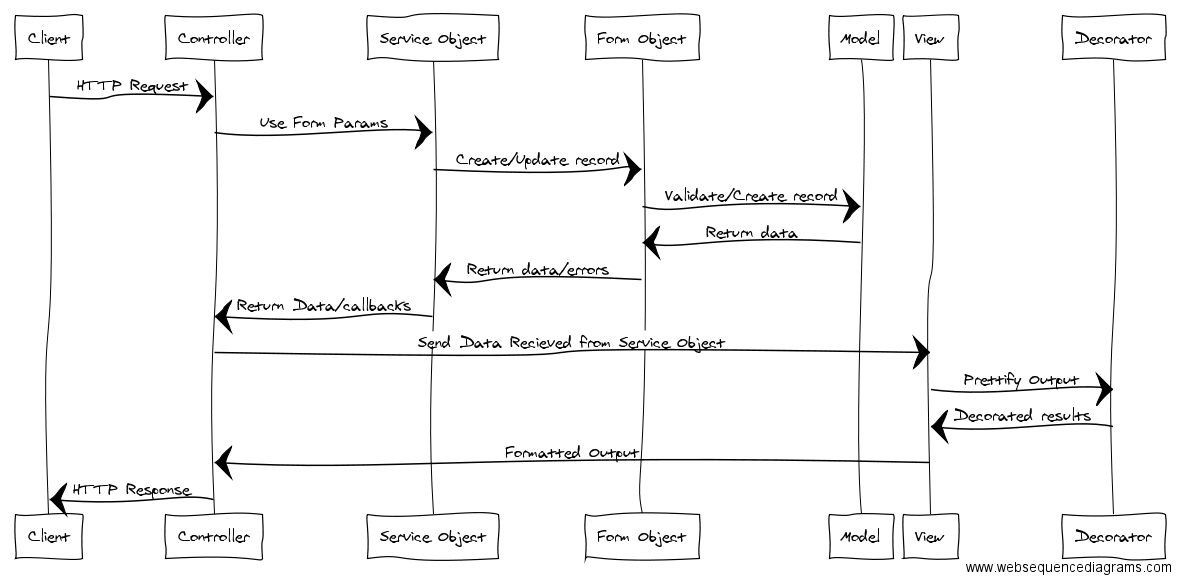 Client Controller Service Object Form Object Model View Decorator
HTTP Request
Use Form Params
Create/Update record
Validate/Create record
Return data
Return data/errors
Return Data/callbacks
Send Data Recieved from Service Object
Prettify Output
Decorated results
Formatted Output
HTTP Response
Client Controller Service Object Form Object Model View Decorator
www.websequencediagrams.com